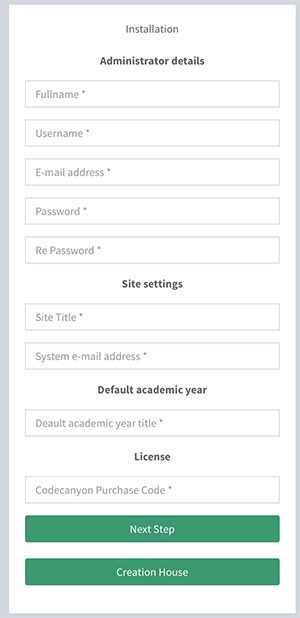 Installation
Administrator details
Fullname *
Username *
E-mail address *
Password *
Re Password *
Site settings
Site Title *
System e-mail address *
Default academic year
Deault academic year title *
License
Codecanyon Purchase Code *
Next Step
Creation House